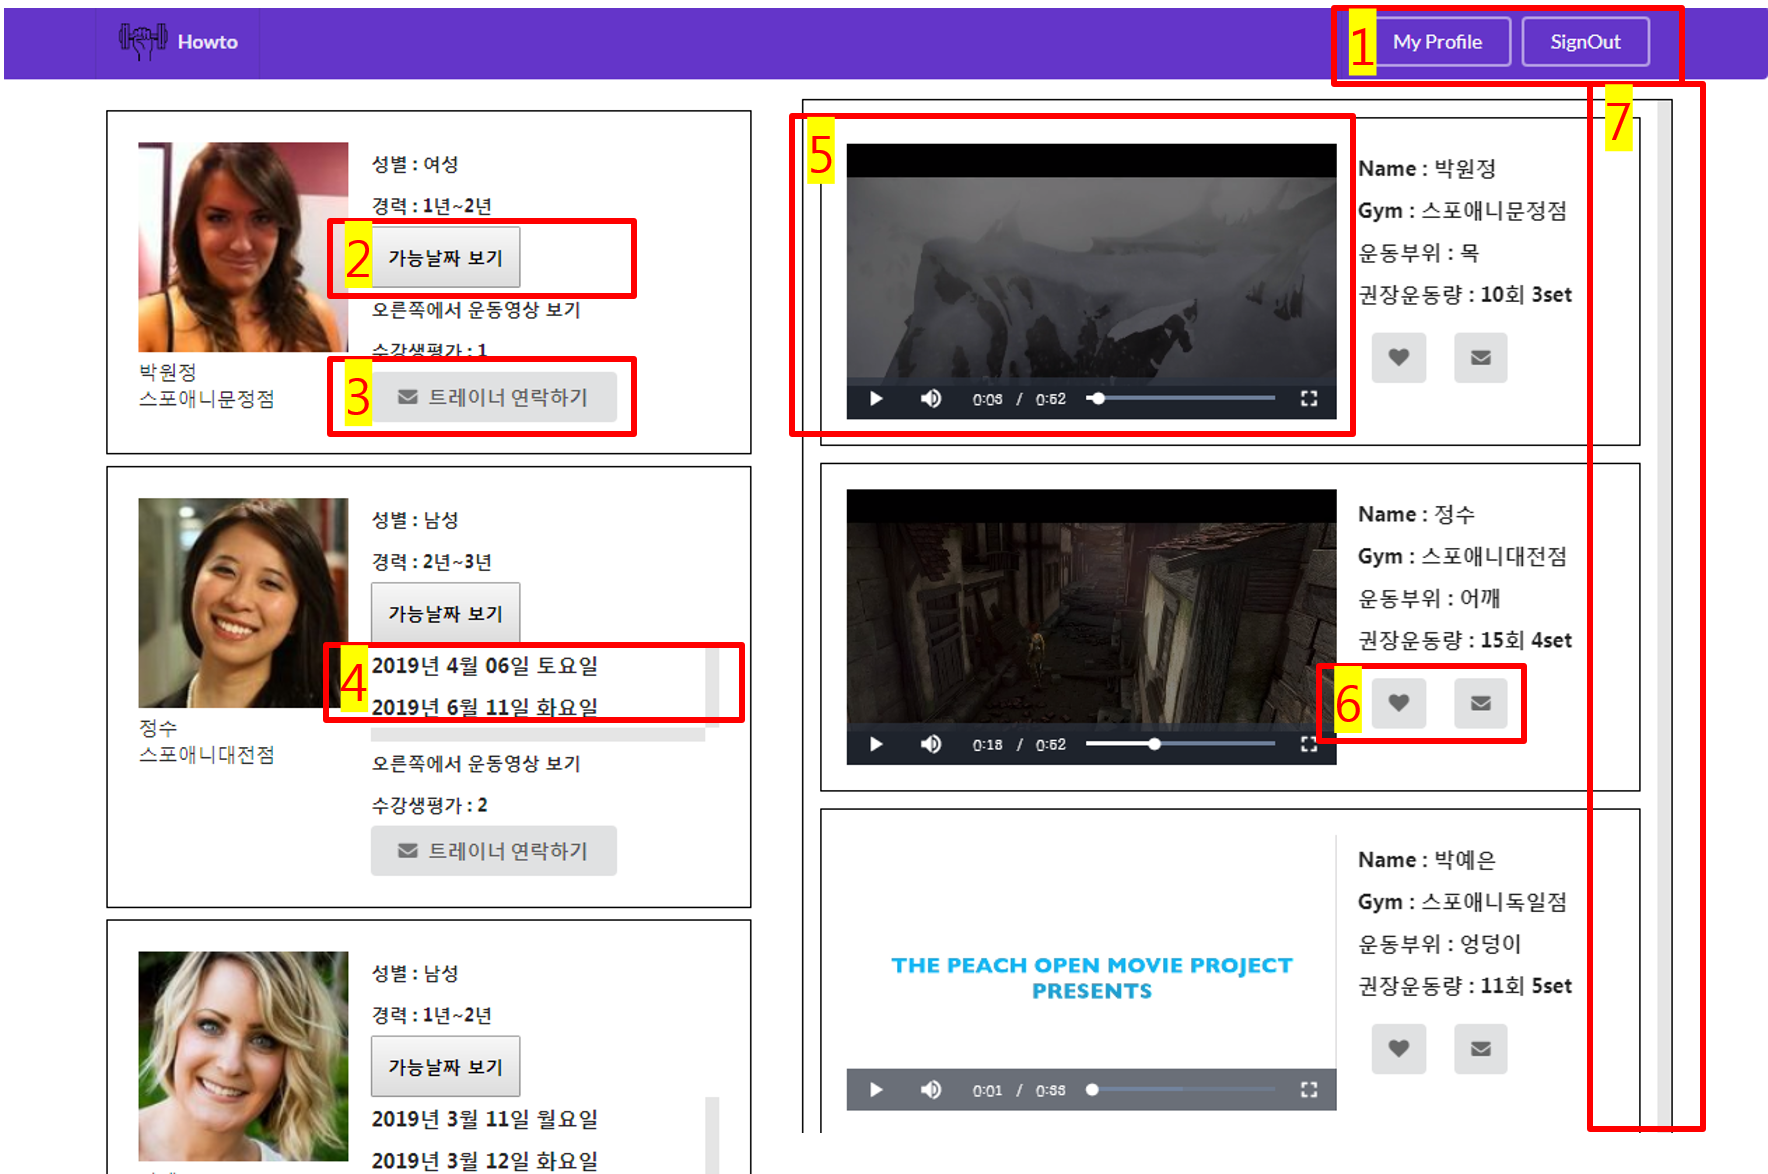 Howto
1
My Profile
SignOut
성별 : 여성
경력 : 1년~2년
2
가능날짜 보기
오른쪽에서 운동영상 보기
수강생평가 : 1
3
트레이너 연락하기
박원정
스포애니문정점
성별 : 남성
경력 : 2년~3년
가능날짜 보기
4
2019년 4월 06일 토요일
2019년 6월 11일 화요일
정수
스포애니대전점
오른쪽에서 운동영상 보기
수강생평가 : 2
트레이너 연락하기
성별 : 남성
경력 : 1년~2년
가능날짜 보기
2019년 3월 11일 월요일
2019년 3월 12일 화요일
5
0:03 / 0:52
Name : 박원정
Gym : 스포애니문정점
운동부위 : 목
권장운동량 : 10회 3set
7
0:18 / 0:52
Name : 정수
Gym : 스포애니대전점
운동부위 : 어깨
권장운동량 : 15회 4set
6
THE PEACH OPEN MOVIE PROJECT
PRESENTS
0:01 / 0:33
Name : 박예은
Gym : 스포애니독일점
운동부위 : 엉덩이
권장운동량 : 11회 5set